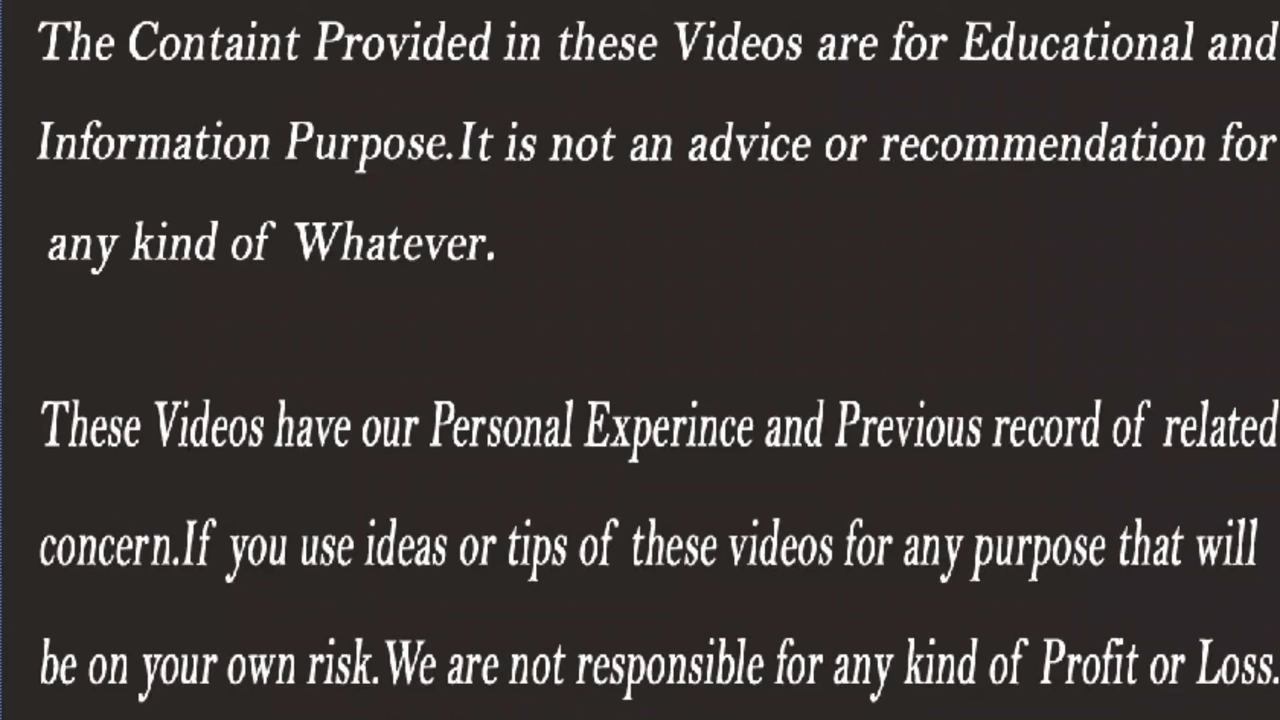 The Containt Provided in these Videos are for Educational and
Information Purpose.It is not an advice or recommendation for
any kind of Whatever.
These Videos have our Personal Experince and Previous record of related
concern.If you use ideas or tips of these videos for any purpose that will
be on your own risk.We are not responsible for any kind of Profit or Loss.